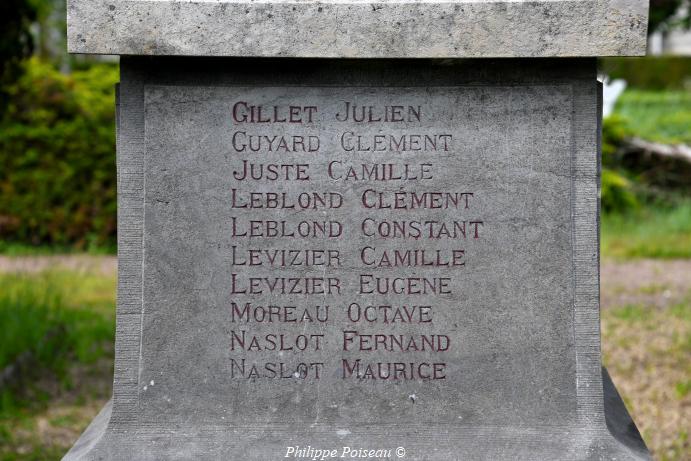 Gillet Julien
Guyard Clément
Juste Camille
Leblond Clément
Leblond Constant
Levizier Camille
Levizier Eugène
Moreau Octave
Naslot Fernand
Naslot Maurice
Philippe Poiseau ©